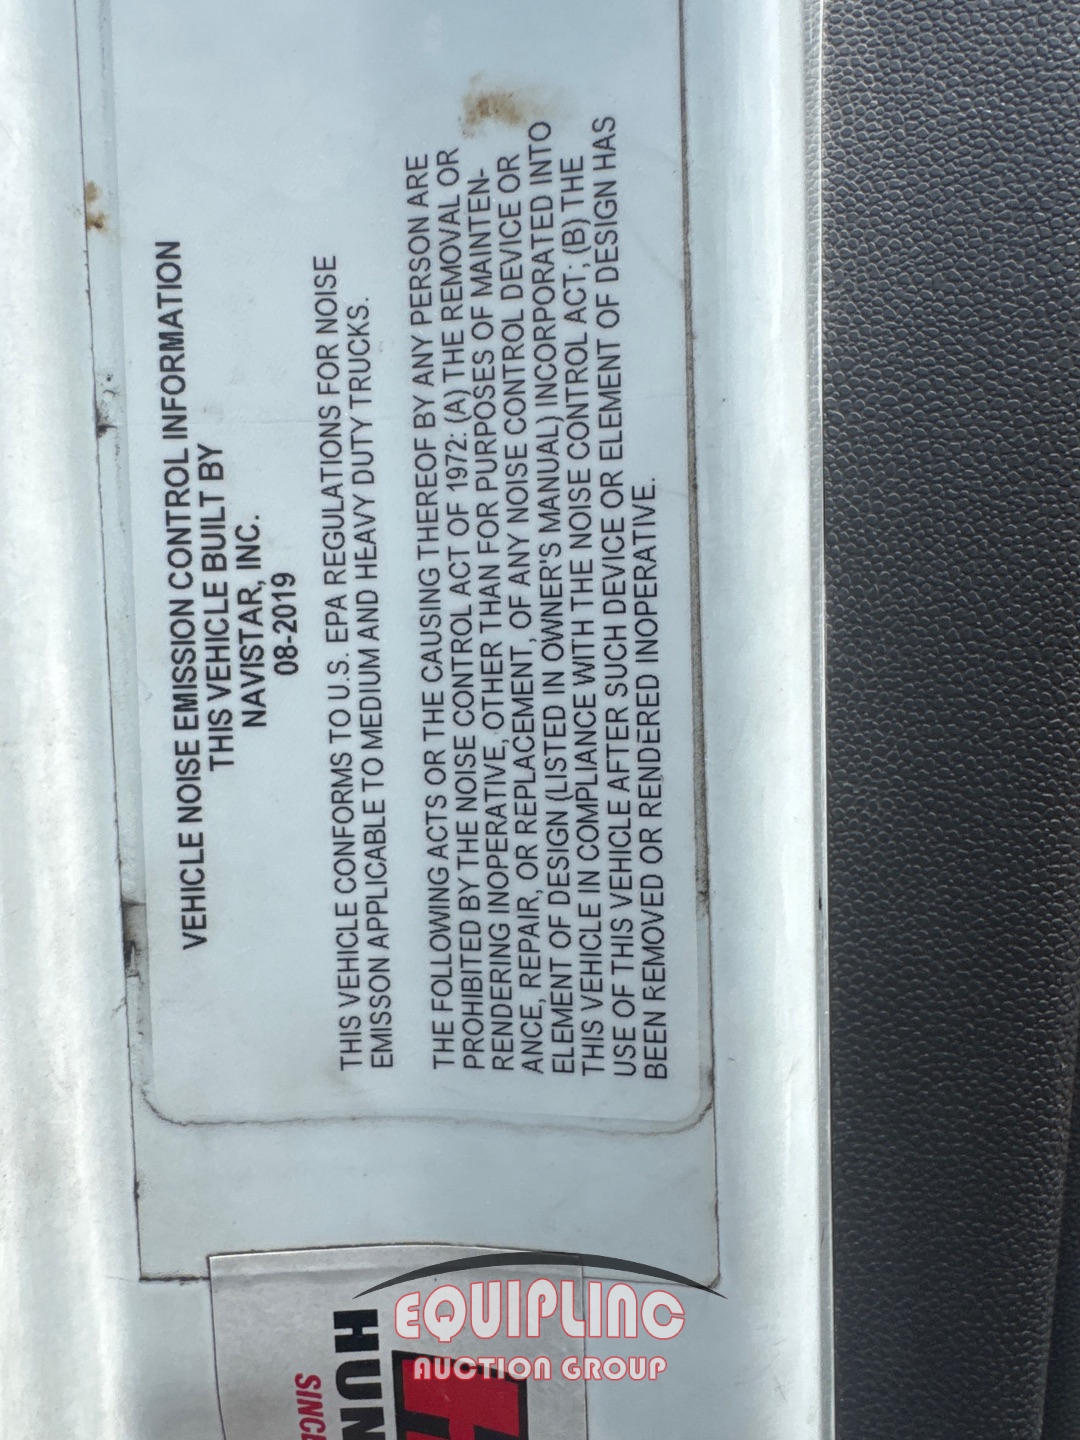 VEHICLE NOISE EMISSION CONTROL INFORMATION
THIS VEHICLE BUILT BY
NAVISTAR, INC.
08-2019
THIS VEHICLE CONFORMS TO U.S. EPA REGULATIONS FOR NOISE
EMISSON APPLICABLE TO MEDIUM AND HEAVY DUTY TRUCKS.
THE FOLLOWING ACTS OR THE CAUSING THEREOF BY ANY PERSON ARE
PROHIBITED BY THE NOISE CONTROL ACT OF 1972: (A) THE REMOVAL OR
RENDERING INOPERATIVE, OTHER THAN FOR PURPOSES OF MAINTEN-
ANCE, REPAIR, OR REPLACEMENT, OF ANY NOISE CONTROL DEVICE OR
ELEMENT OF DESIGN (LISTED IN OWNER'S MANUAL) INCORPORATED INTO
THIS VEHICLE IN COMPLIANCE WITH THE NOISE CONTROL ACT; (B) THE
USE OF THIS VEHICLE AFTER SUCH DEVICE OR ELEMENT OF DESIGN HAS
BEEN REMOVED OR RENDERED INOPERATIVE.
HUN
SINCE
EQUIPLINC
AUCTION GROUP